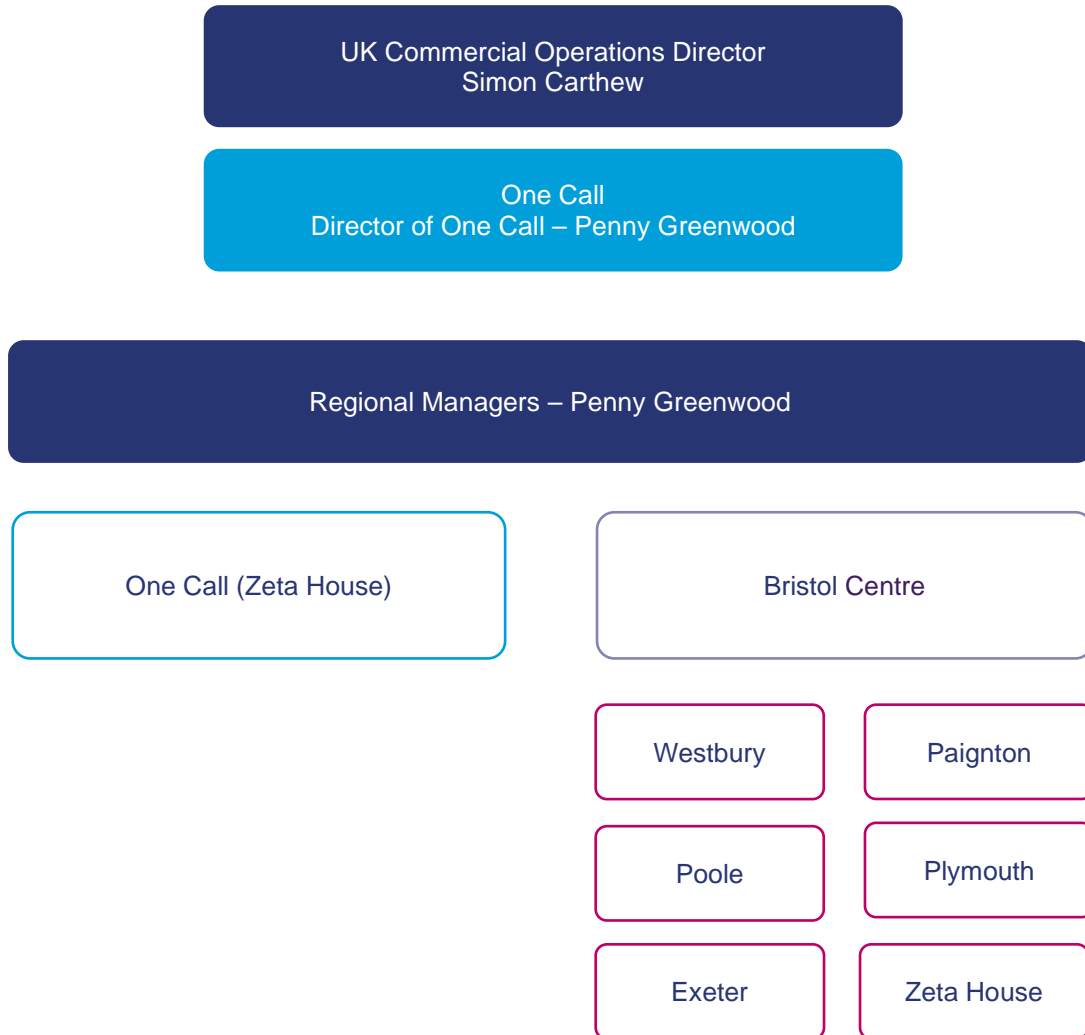 UK Commercial Operations Director
Simon Carthew
One Call
Director of One Call – Penny Greenwood
Regional Managers – Penny Greenwood
One Call (Zeta House)
Bristol Centre
Westbury
Paignton
Poole
Plymouth
Exeter
Zeta House